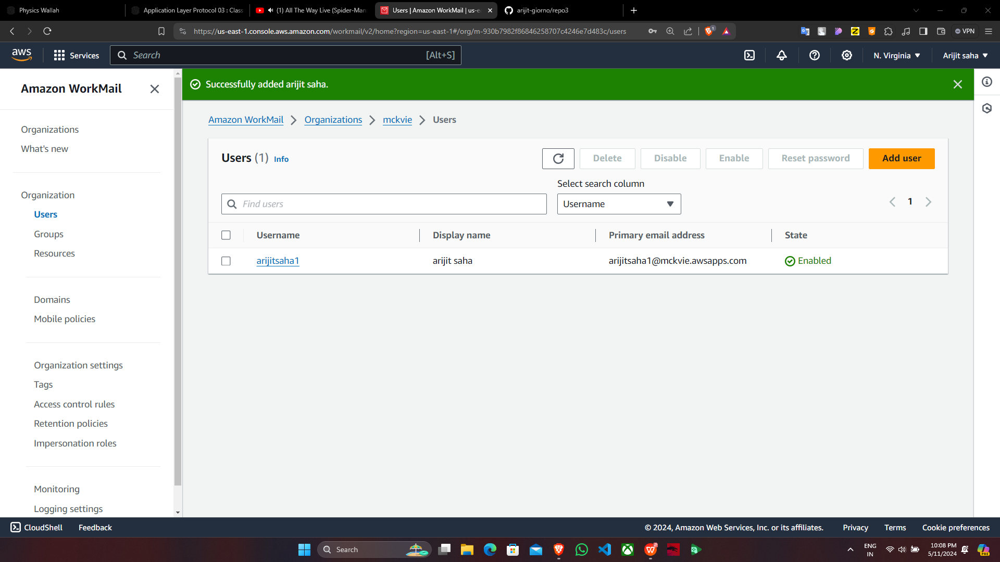 Physics Wallah
Application Layer Protocol 03 : Class
(1) All The Way Live (Spider-Man:
Users | Amazon WorkMail | us-e
arijit-giorno/repo3
https://us-east-1.console.aws.amazon.com/workmail/v2/home?region=us-east-1#/org/m-930b7982f86846258707c4246e7d483c/users
1
VPN
aws
Services
Search
[Alt+S]
N. Virginia
Arijit saha
Amazon WorkMail
Organizations
What's new
Organization
Users
Groups
Resources
Domains
Mobile policies
Organization settings
Tags
Access control rules
Retention policies
Impersonation roles
Monitoring
Logging settings
Successfully added arijit saha.
Amazon WorkMail
Organizations
mckvie
Users
Users (1) Info
Delete
Disable
Enable
Reset password
Add user
Select search column
Find users
Username
1
Username
Display name
Primary email address
State
arijitsaha1
arijit saha
arijitsaha1@mckvie.awsapps.com
Enabled
CloudShell
Feedback
© 2024, Amazon Web Services, Inc. or its affiliates.
Privacy
Terms
Cookie preferences
Search
ENG
IN
10:08 PM
5/11/2024
PRE